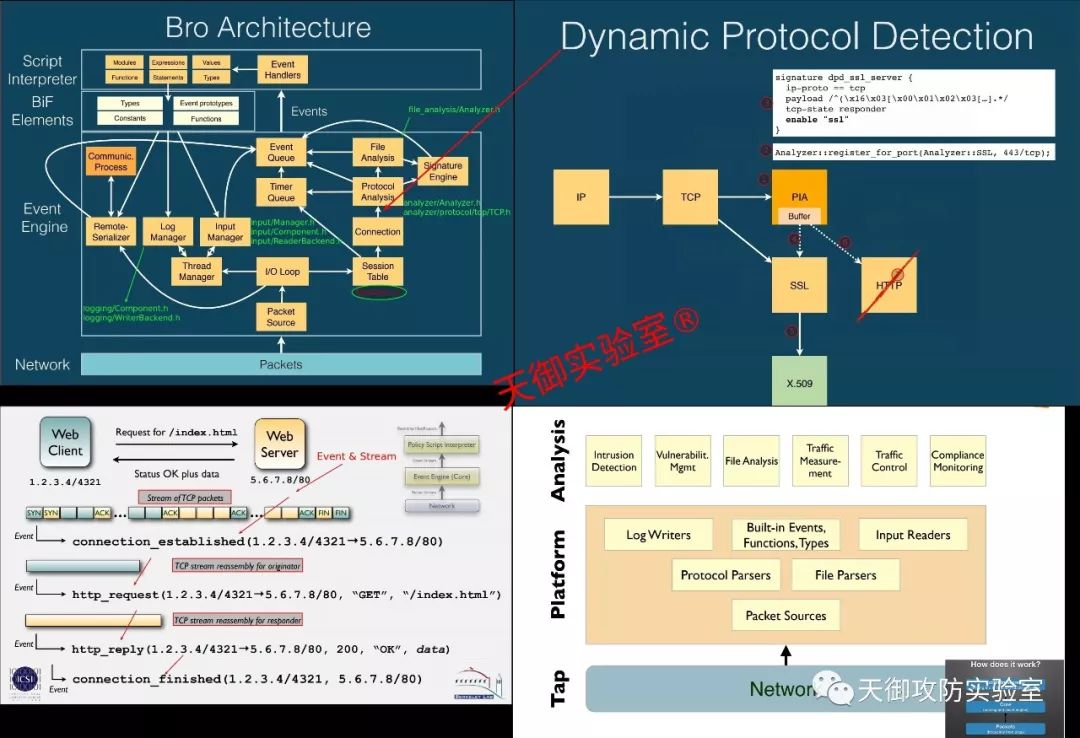 Bro Architecture
Script
Interpreter
Modules
Expressions
Values
Functions
Statements
Types
Event
Handlers
BiF
Elements
Types
Event prototypes
Constants
Functions
Events
file_analysis/Analyzer.h
Event
Engine
Communic.
Process
Event
Queue
File
Analysis
Signature
Engine
Timer
Queue
Protocol
Analysis
analyzer/Analyzer.h
analyzer/protocol/tcp/TCP.h
Remote-
Serializer
Log
Manager
Input
Manager
input/Manager.h
input/Component.h
input/ReaderBackend.h
Connection
Thread
Manager
I/O Loop
Session
Table
logging/Component.h
logging/WriterBackend.h
Packet
Source
Network
Packets
Dynamic Protocol Detection
signature dpd_ssl_server {
ip-proto == tcp
payload /^(\x16\x03[\x00\x01\x02\x03[…].*/
tcp-state responder
enable "ssl"
}
Analyzer::register_for_port(Analyzer::SSL, 443/tcp);
IP
TCP
PIA
Buffer
SSL
HTTP
X.509
天御实验室®
Web
Client
Request for /index.html
Status OK plus data
Web
Server
1.2.3.4/4321
5.6.7.8/80
Event & Stream
Policy Script Interpreter
Event Engine (Core)
Network
Stream of TCP packets
SYN
SYN
ACK
...
ACK
ACK
...
ACK
FIN
FIN
Event
connection_established(1.2.3.4/4321→5.6.7.8/80)
TCP stream reassembly for originator
Event
http_request(1.2.3.4/4321→5.6.7.8/80, “GET”, “/index.html”)
TCP stream reassembly for responder
Event
http_reply(1.2.3.4/4321→5.6.7.8/80, 200, “OK”, data)
Event
connection_finished(1.2.3.4/4321, 5.6.7.8/80)
ICSI
BERKELEY LAB
Analysis
Intrusion
Detection
Vulnerabilit.
Mgmt
File Analysis
Traffic
Measure-
ment
Traffic
Control
Compliance
Monitoring
Platform
Log Writers
Built-in Events,
Functions, Types
Input Readers
Protocol Parsers
File Parsers
Packet Sources
Tap
Network
How does it work?
Core
Packets
天御攻防实验室